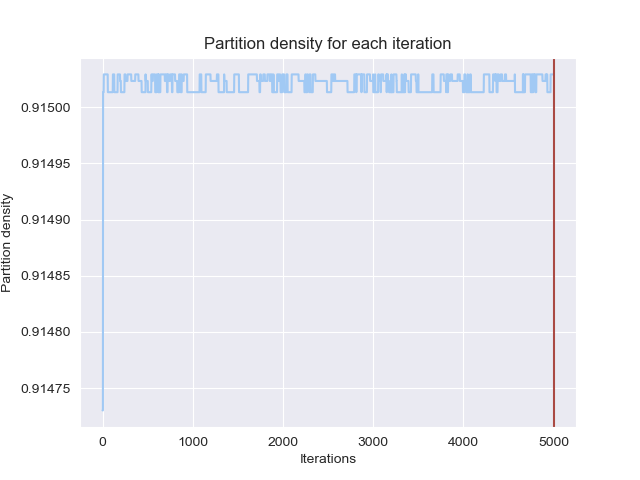 Partition density for each iteration
Partition density
0.91500
0.91495
0.91490
0.91485
0.91480
0.91475
0 1000 2000 3000 4000 5000
Iterations